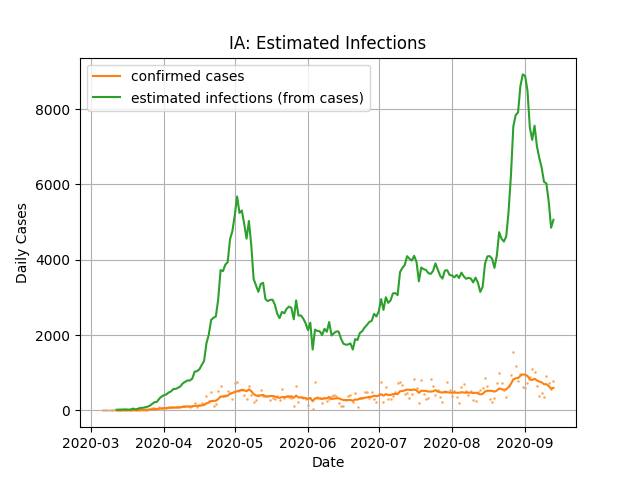 IA: Estimated Infections
confirmed cases
estimated infections (from cases)
Daily Cases
8000
6000
4000
2000
0
2020-03 2020-04 2020-05 2020-06 2020-07 2020-08 2020-09
Date